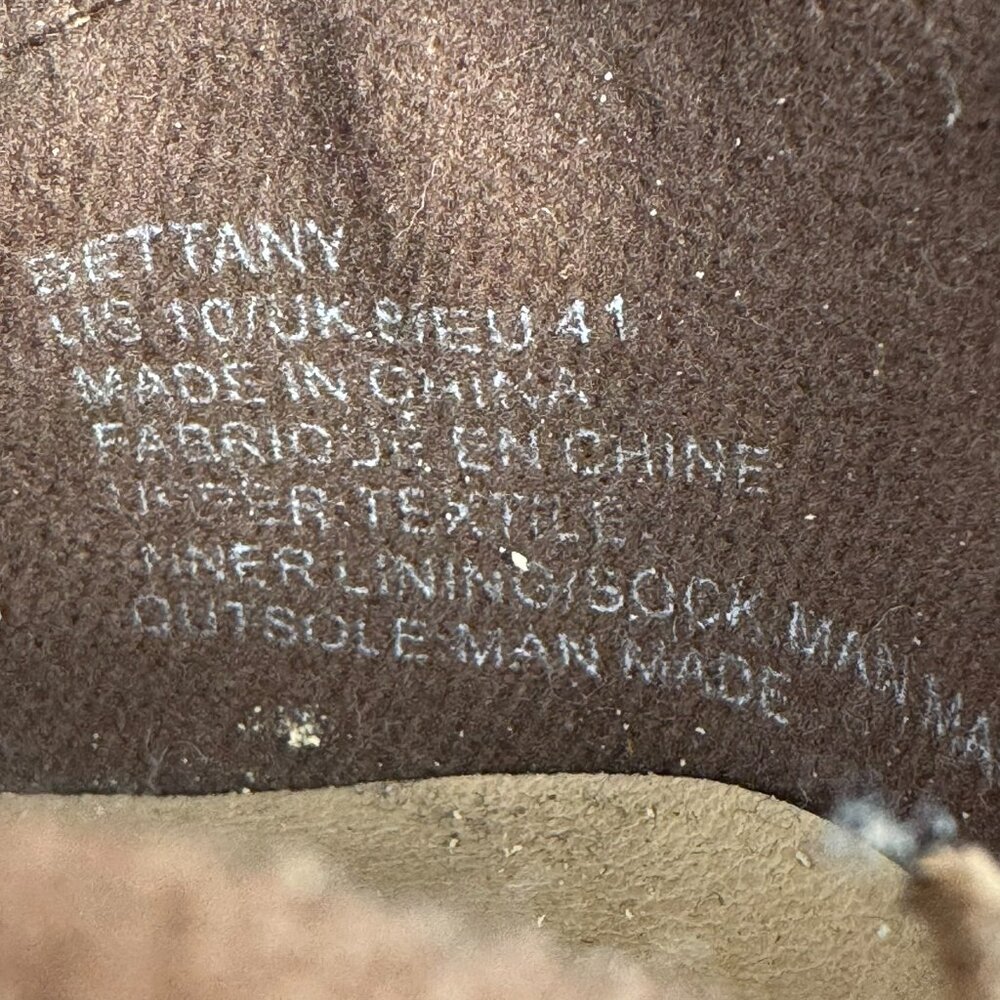 BETTANY
US 10/UK 8/EU 41
MADE IN CHINA
FABRIQUE EN CHINE
UPPER:TEXTILE
INNER LINING/SOCK MAN MA
OUTSOLE MAN MADE